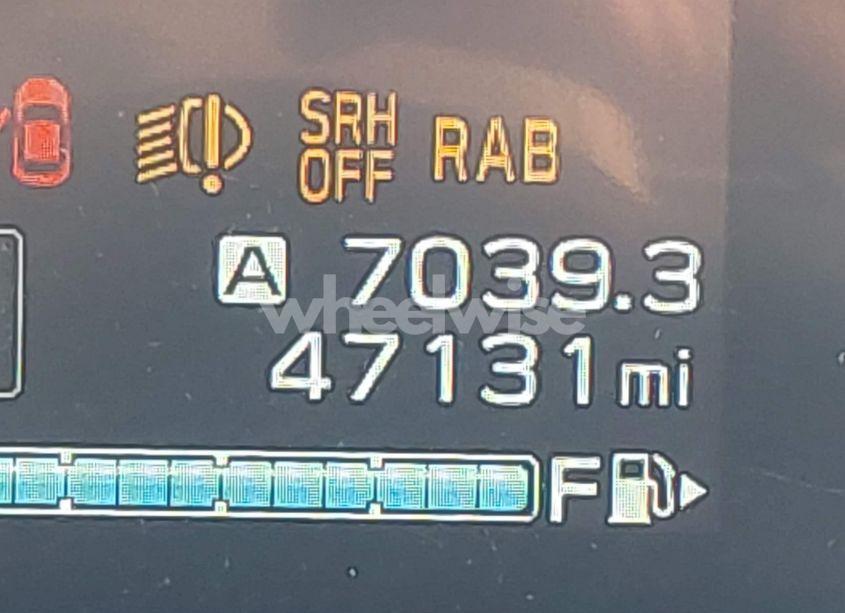 SRH
OFF
RAB
A 7039.3
wheelwise
47131 mi
F